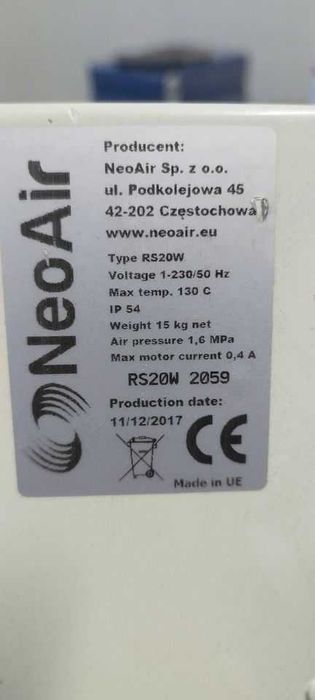 NeoAir
Producent:
NeoAir Sp. z o.o.
ul. Podkolejowa 45
42-202 Częstochowa
www.neoair.eu
Type RS20W
Voltage 1-230/50 Hz
Max temp. 130 C
IP 54
Weight 15 kg net
Air pressure 1,6 MPa
Max motor current 0,4 A
RS20W 2059
Production date:
11/12/2017
CE
Made in UE